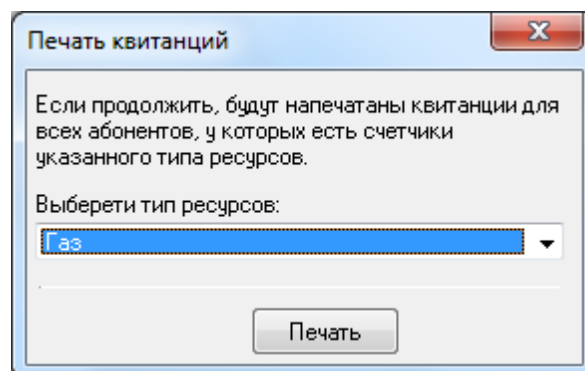 Печать квитанций
Если продолжить, будут напечатаны квитанции для
всех абонентов, у которых есть счетчики
указанного типа ресурсов.
Выберети тип ресурсов:
Газ
Печать